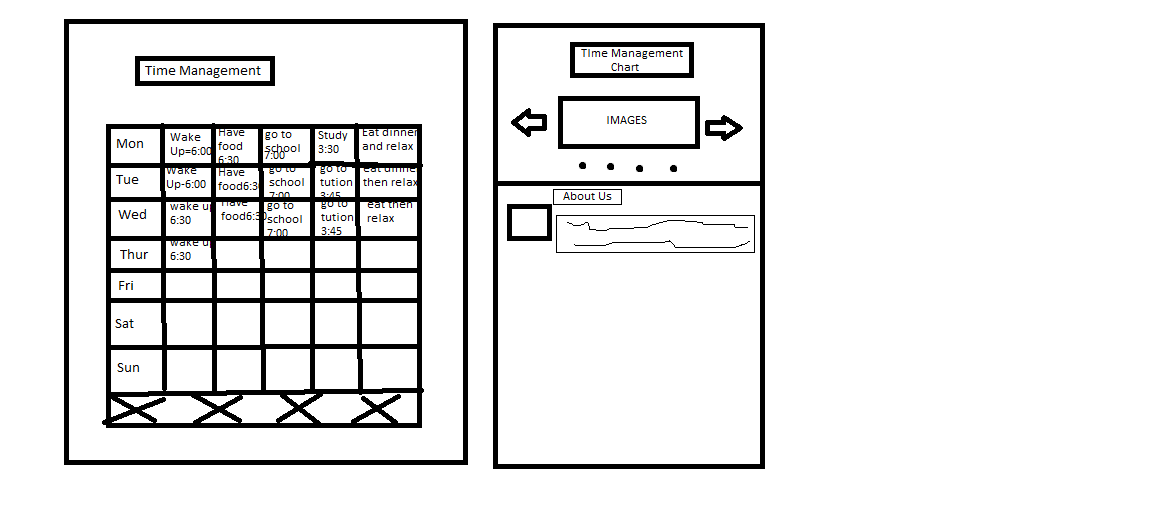 Time Management
Mon
Wake
Up=6:00
Have
food
6:30
go to
school
7:00
Study
3:30
Eat dinner
and relax
Tue
Wake
Up-6:00
Have
food6:30
go to
school
7:00
go to
tution
3:45
eat dinner
then relax
Wed
wake up
6:30
Have
food6:30
go to
school
7:00
go to
tution
3:45
eat then
relax
Thur
wake up
6:30
Fri
Sat
Sun
TIme Management
Chart
IMAGES
About Us